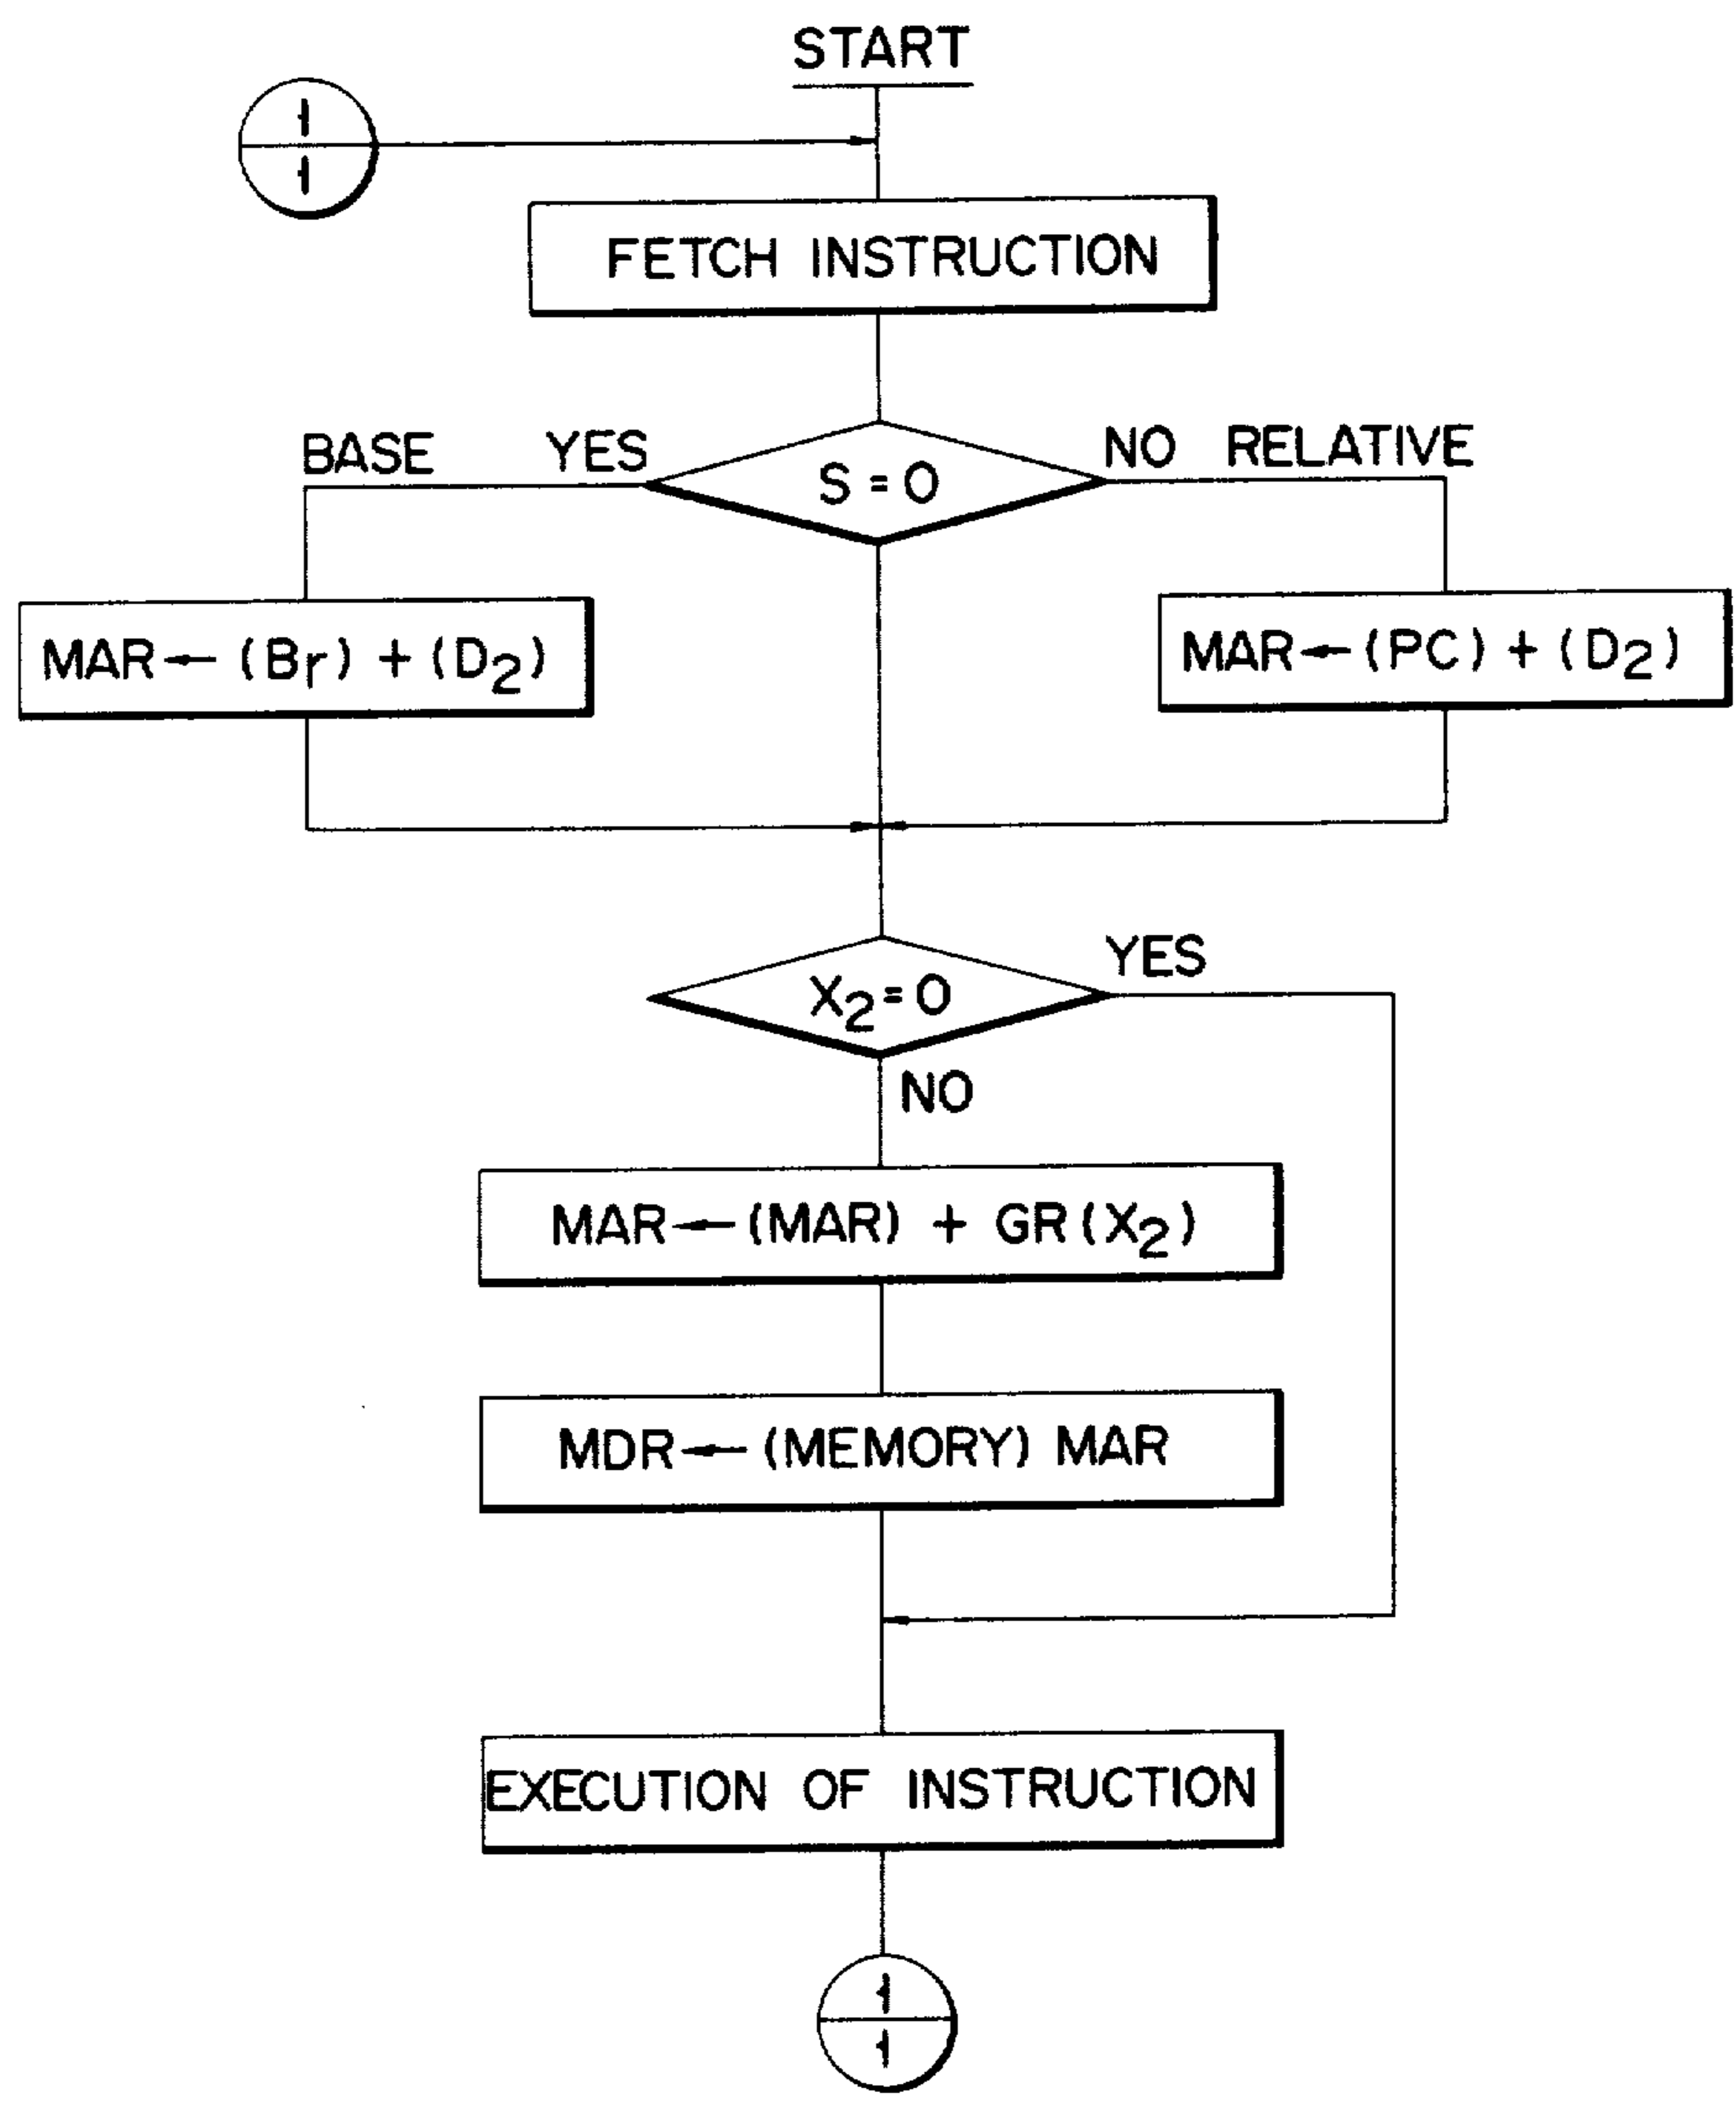 START
1
1
FETCH INSTRUCTION
BASE YES
NO RELATIVE
S = 0
MAR ← (Br) + (D₂)
MAR ← (PC) + (D₂)
YES
X₂ = 0
NO
MAR ← (MAR) + GR (X₂)
MDR ← (MEMORY) MAR
EXECUTION OF INSTRUCTION
1
1